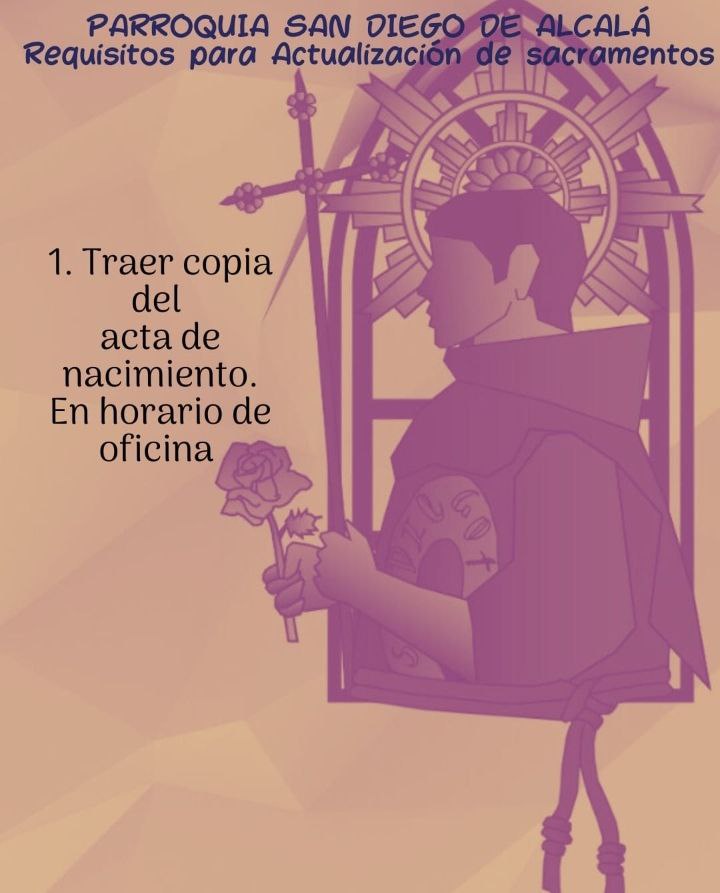 PARROQUIA SAN DIEGO DE ALCALÁ
Requisitos para Actualización de sacramentos
1. Traer copia
del
acta de
nacimiento.
En horario de
oficina